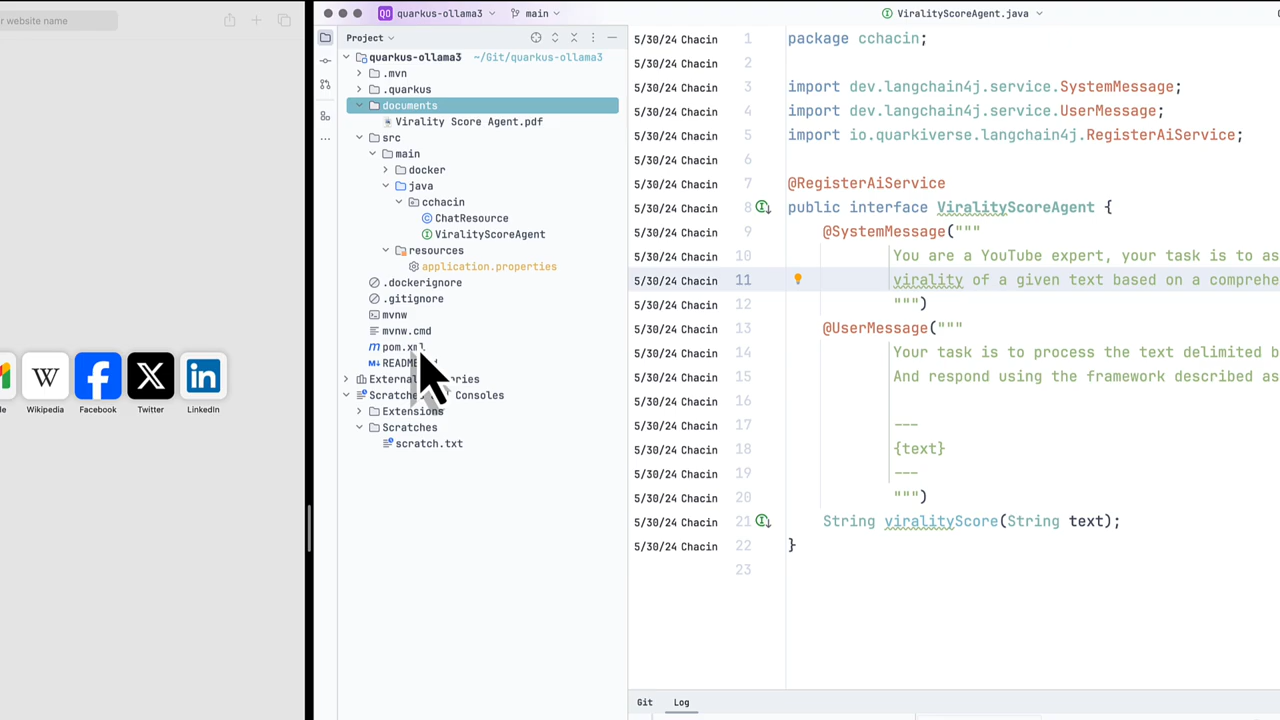 r website name
le
Wikipedia
Facebook
Twitter
LinkedIn
QO quarkus-ollama3
main
ViralityScoreAgent.java
Project
quarkus-ollama3 ~/Git/quarkus-ollama3
.mvn
.quarkus
documents
Virality Score Agent.pdf
src
main
docker
java
cchacin
ChatResource
ViralityScoreAgent
resources
application.properties
.dockerignore
.gitignore
mvnw
mvnw.cmd
pom.xml
README
External
Scratches Consoles
Extensions
Scratches
scratch.txt
5/30/24 Chacin 1 package cchacin;
5/30/24 Chacin 2
5/30/24 Chacin 3 import dev.langchain4j.service.SystemMessage;
5/30/24 Chacin 4 import dev.langchain4j.service.UserMessage;
5/30/24 Chacin 5 import io.quarkiverse.langchain4j.RegisterAiService;
5/30/24 Chacin 6
5/30/24 Chacin 7 @RegisterAiService
5/30/24 Chacin 8 public interface ViralityScoreAgent {
5/30/24 Chacin 9 @SystemMessage("""
5/30/24 Chacin 10 You are a YouTube expert, your task is to as
5/30/24 Chacin 11 virality of a given text based on a comprehe
5/30/24 Chacin 12 """)
5/30/24 Chacin 13 @UserMessage("""
5/30/24 Chacin 14 Your task is to process the text delimited b
5/30/24 Chacin 15 And respond using the framework described as
5/30/24 Chacin 16
5/30/24 Chacin 17 ---
5/30/24 Chacin 18 {text}
5/30/24 Chacin 19 ---
5/30/24 Chacin 20 """)
5/30/24 Chacin 21 String viralityScore(String text);
5/30/24 Chacin 22 }
23
Git Log